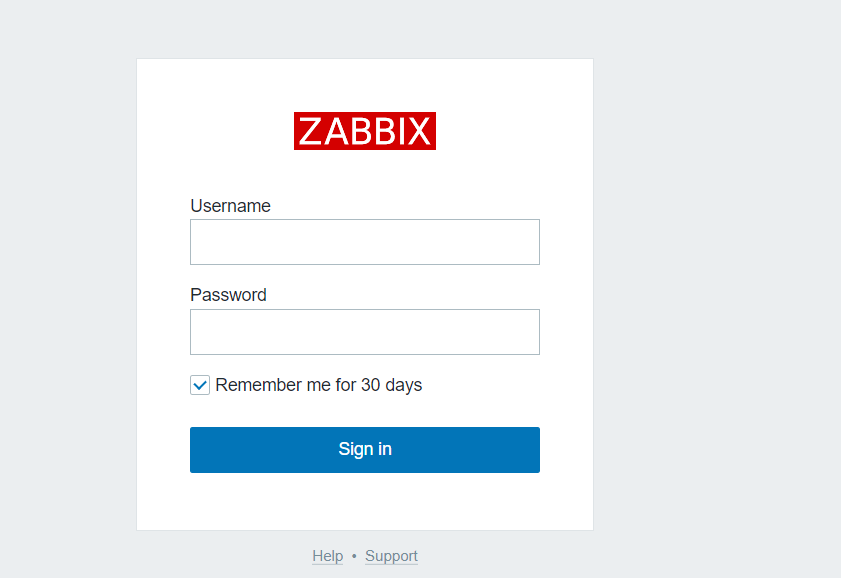 ZABBIX
Username
Password
Remember me for 30 days
Sign in
Help • Support